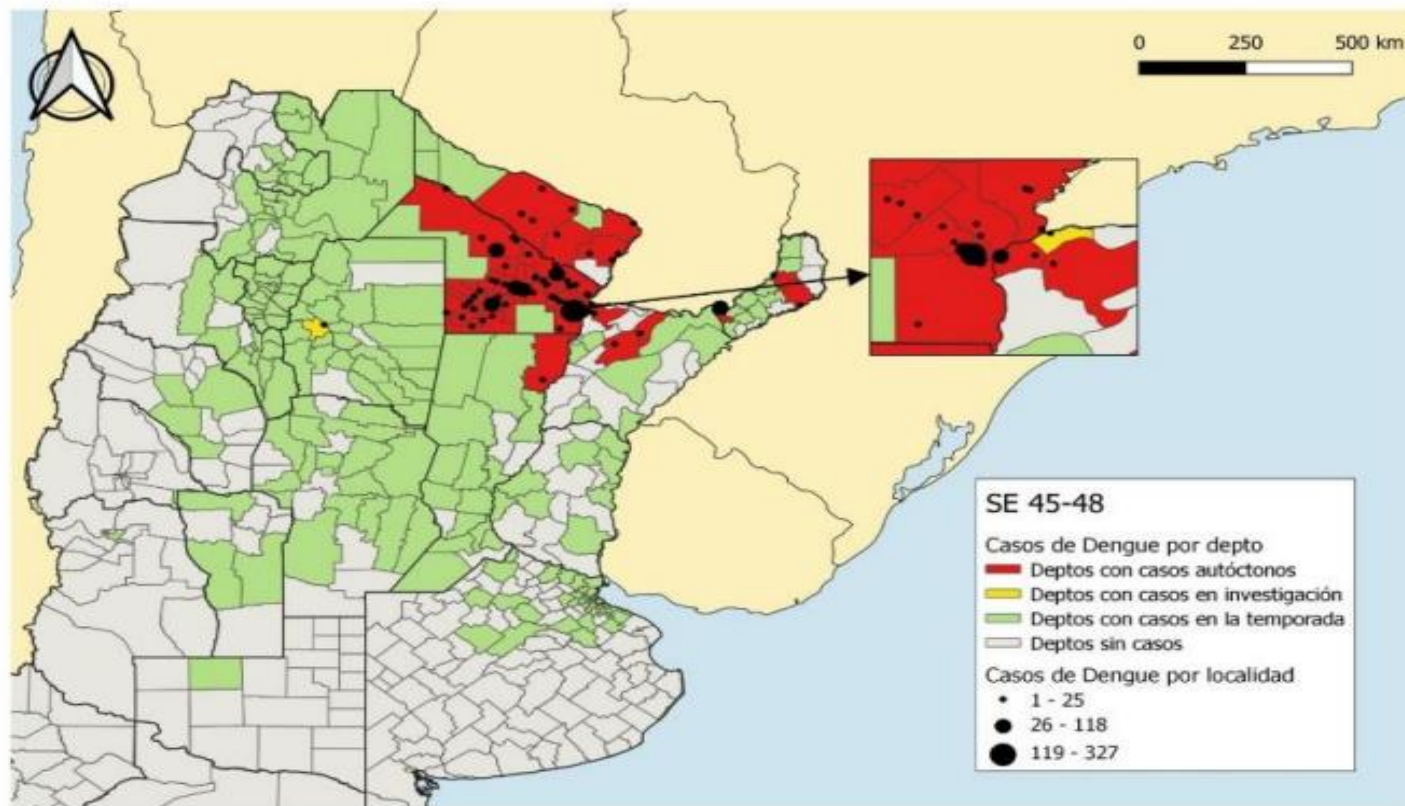 0 250 500 km
SE 45-48
Casos de Dengue por depto
Deptos con casos autóctonos
Deptos con casos en investigación
Deptos con casos en la temporada
Deptos sin casos
Casos de Dengue por localidad
1 - 25
26 - 118
119 - 327